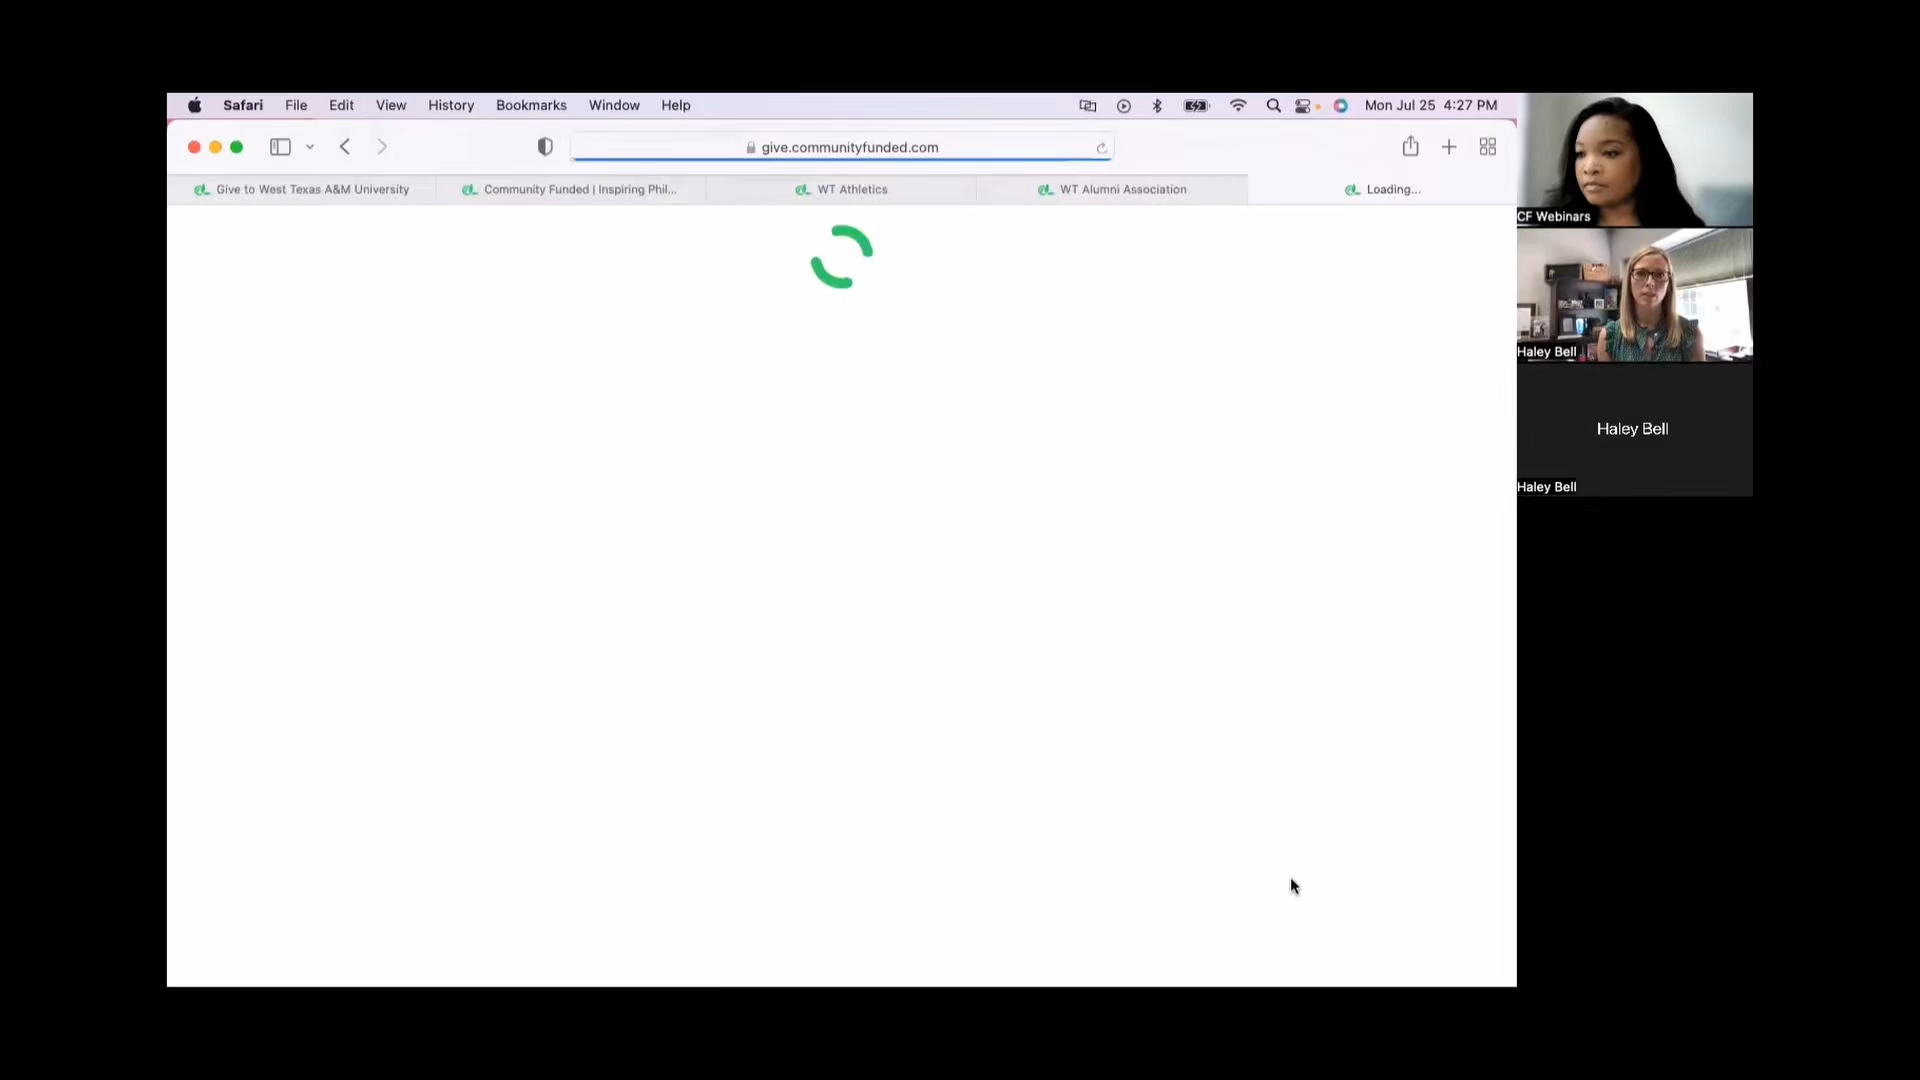 Safari File Edit View History Bookmarks Window Help Mon Jul 25 4:27 PM
give.communityfunded.com
Give to West Texas A&M University Community Funded | Inspiring Phil... WT Athletics WT Alumni Association Loading...
CF Webinars
Haley Bell
Haley Bell
Haley Bell